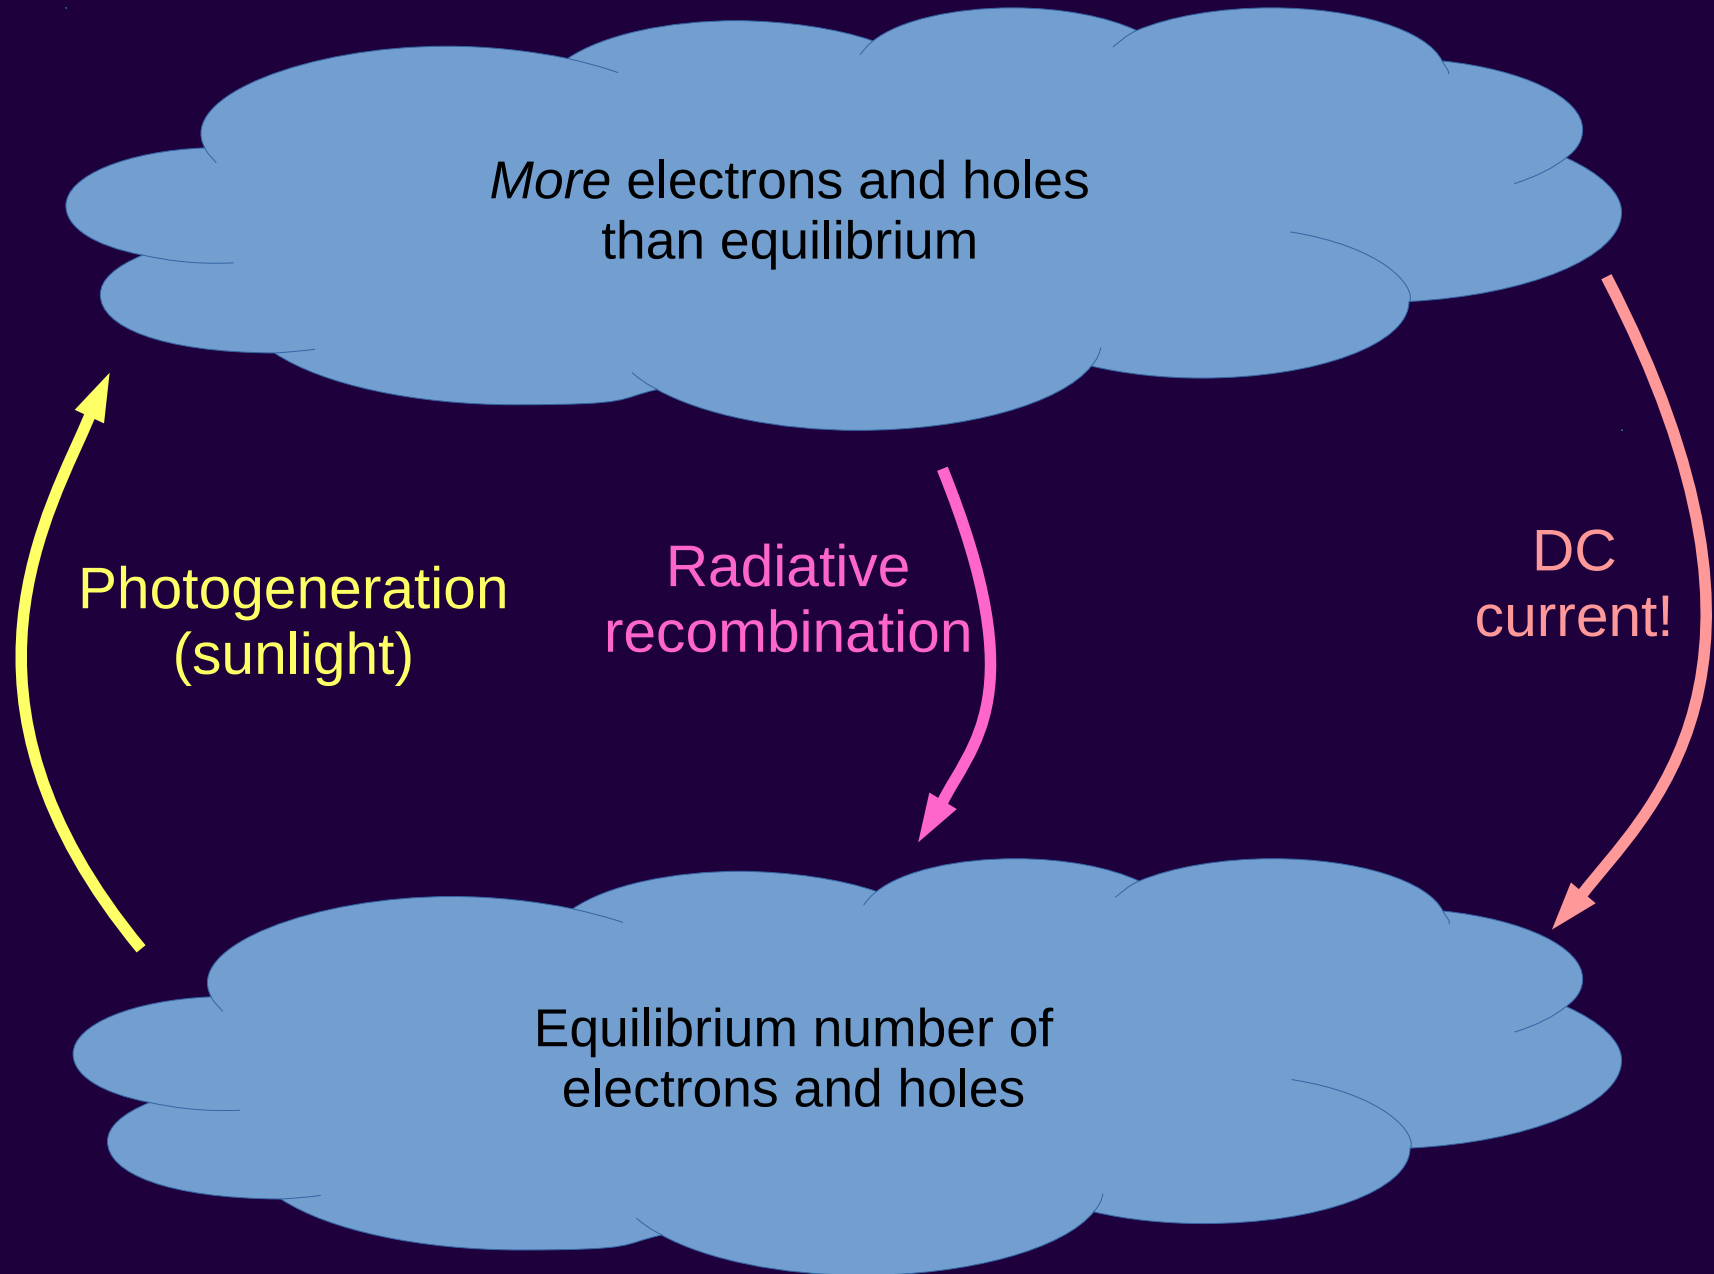 More electrons and holes
than equilibrium
Photogeneration
(sunlight)
Radiative
recombination
DC
current!
Equilibrium number of
electrons and holes